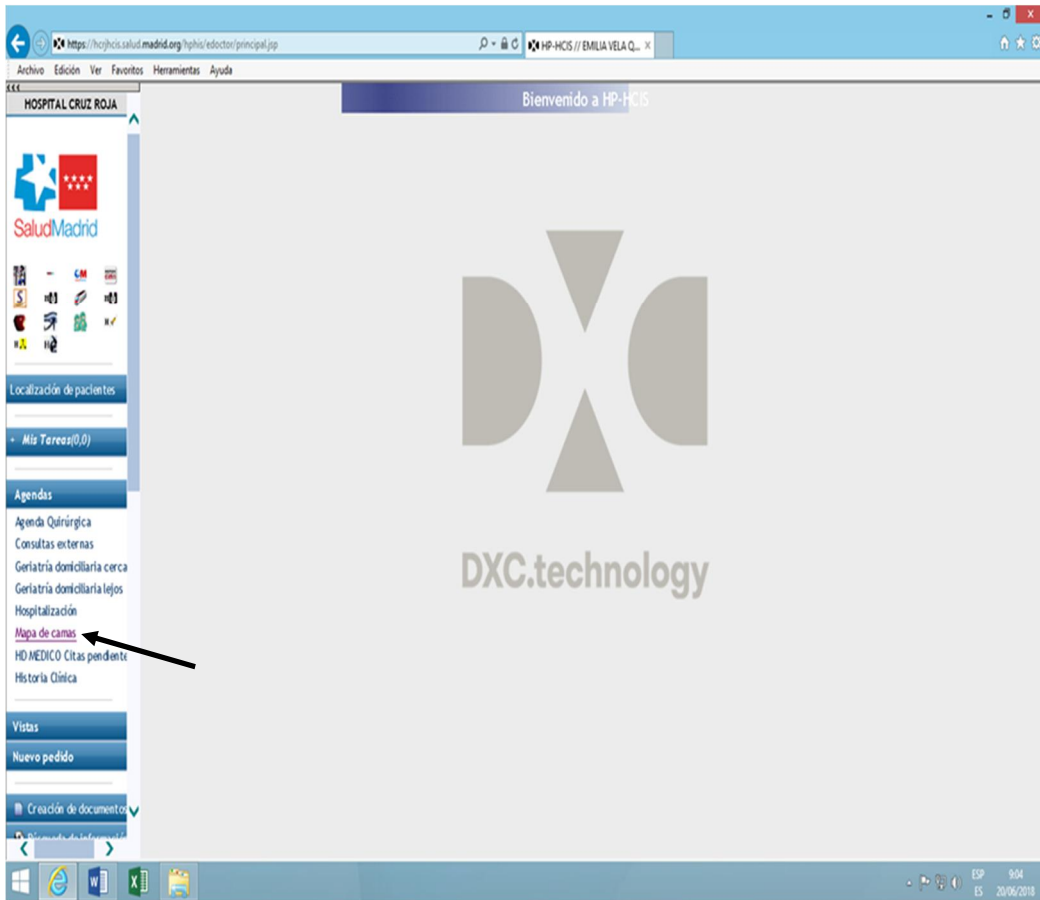 https://hcrjhcis.salud.madrid.org/hphis/edoctor/principal.jsp
HP-HCIS // EMILIA VELA Q...
Archivo Edición Ver Favoritos Herramientas Ayuda
HOSPITAL CRUZ ROJA
Bienvenido a HP-HCIS
SaludMadrid
Localización de pacientes
Mis Tareas(0,0)
Agendas
Agenda Quirúrgica
Consultas externas
Geriatría domiciliaria cerca
Geriatría domiciliaria lejos
Hospitalización
Mapa de camas
HD MEDICO Citas pendiente
Historia Clínica
Vistas
Nuevo pedido
Creación de documentos
DXC.technology
ESP
ES
9:04
20/06/2018